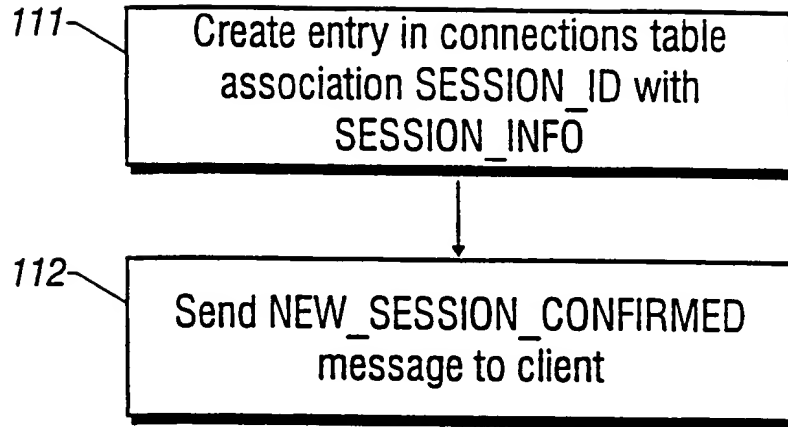 111
Create entry in connections table
association SESSION_ID with
SESSION_INFO
112
Send NEW_SESSION_CONFIRMED
message to client